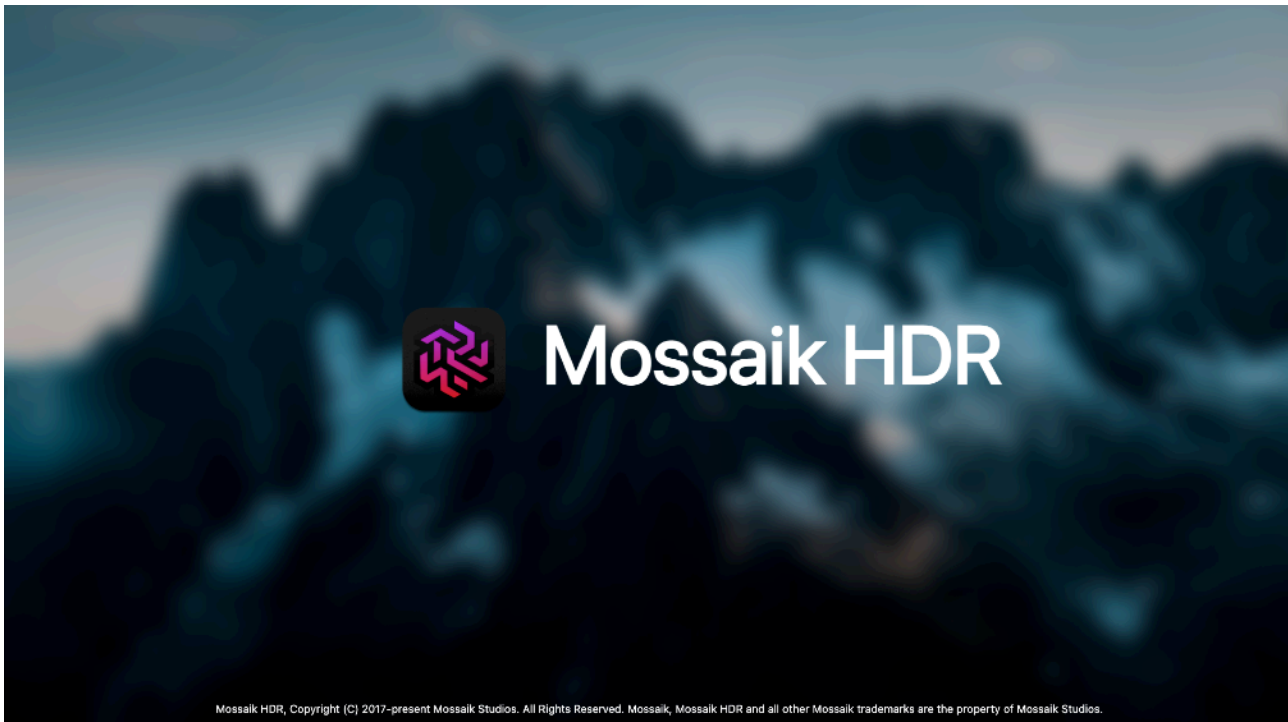 Mossaik HDR
Mossaik HDR, Copyright (C) 2017-present Mossaik Studios. All Rights Reserved. Mossaik, Mossaik HDR and all other Mossaik trademarks are the property of Mossaik Studios.